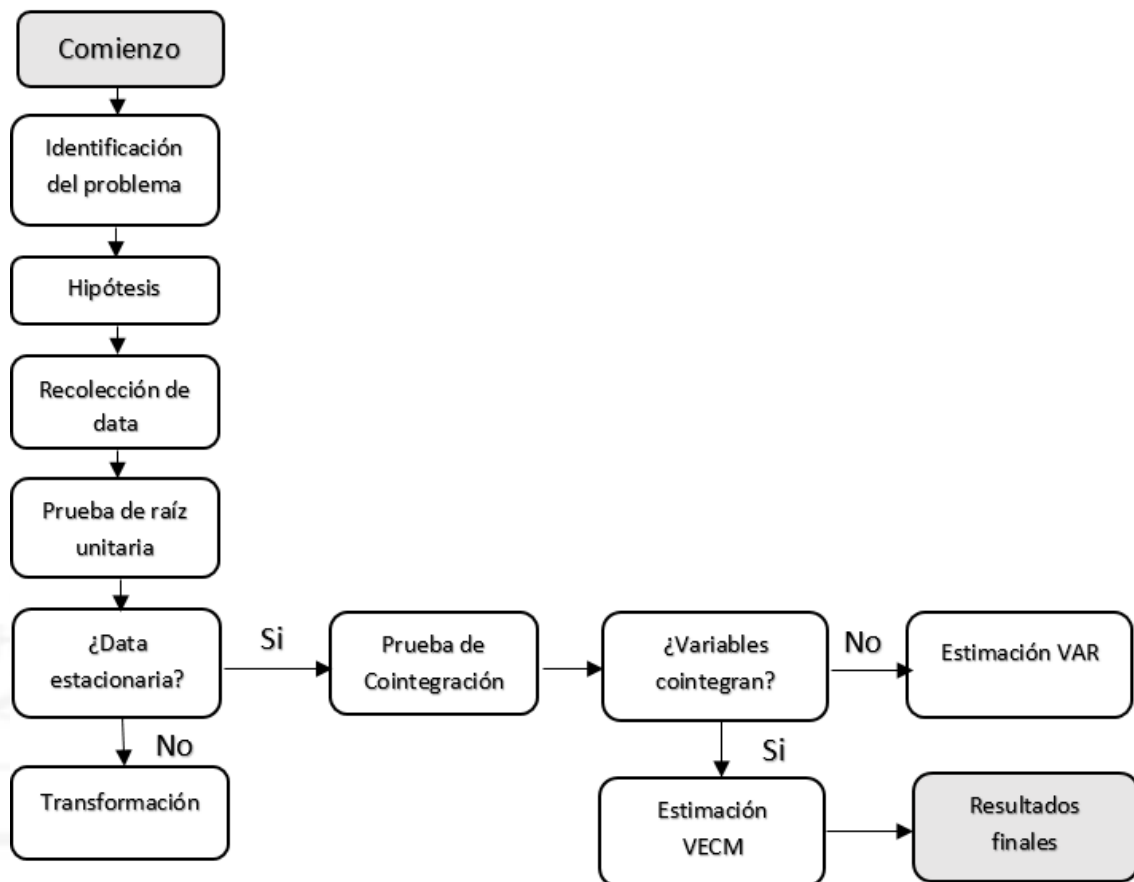 Comienzo
Identificación
del problema
Hipótesis
Recolección de
data
Prueba de raíz
unitaria
¿Data
estacionaria?
Si
Prueba de
Cointegración
¿Variables
cointegran?
No
Estimación VAR
No
Transformación
Si
Estimación
VECM
Resultados
finales